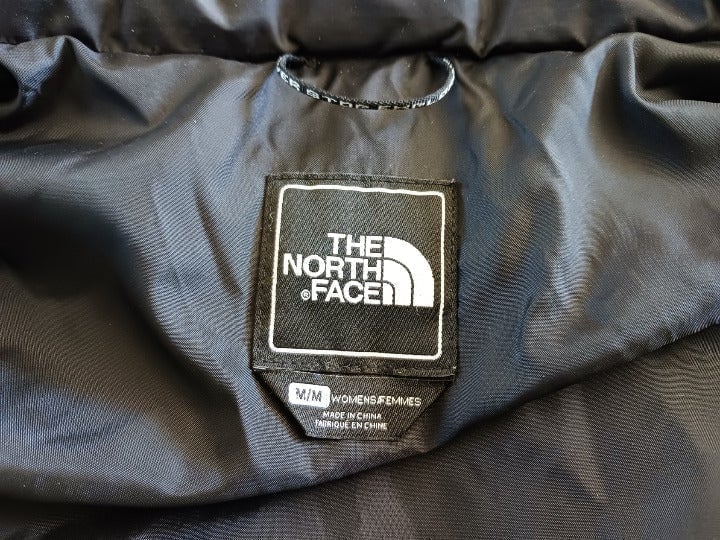 THE
NORTH
®FACE
M/M WOMENS/FEMMES
MADE IN CHINA
FABRIQUE EN CHINE